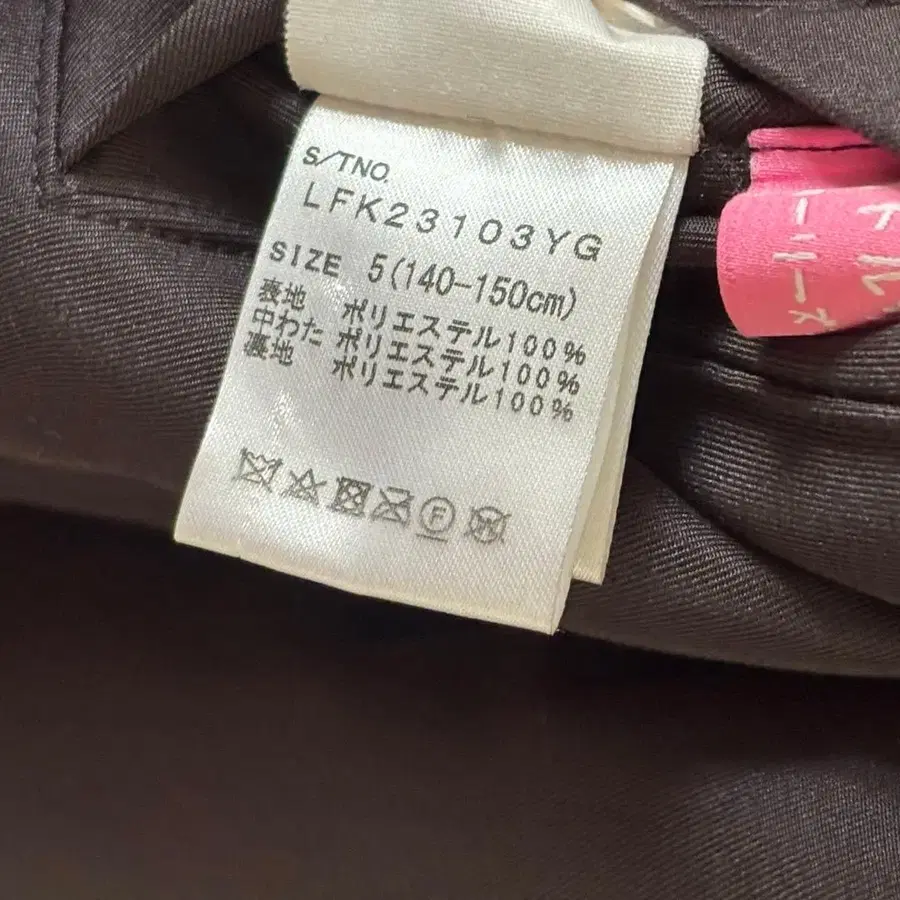 S/TNO.
LFK23103YG
SIZE 5(140-150cm)
表地 ポリエステル100%
中わた ポリエステル100%
裏地 ポリエステル100%
F
W